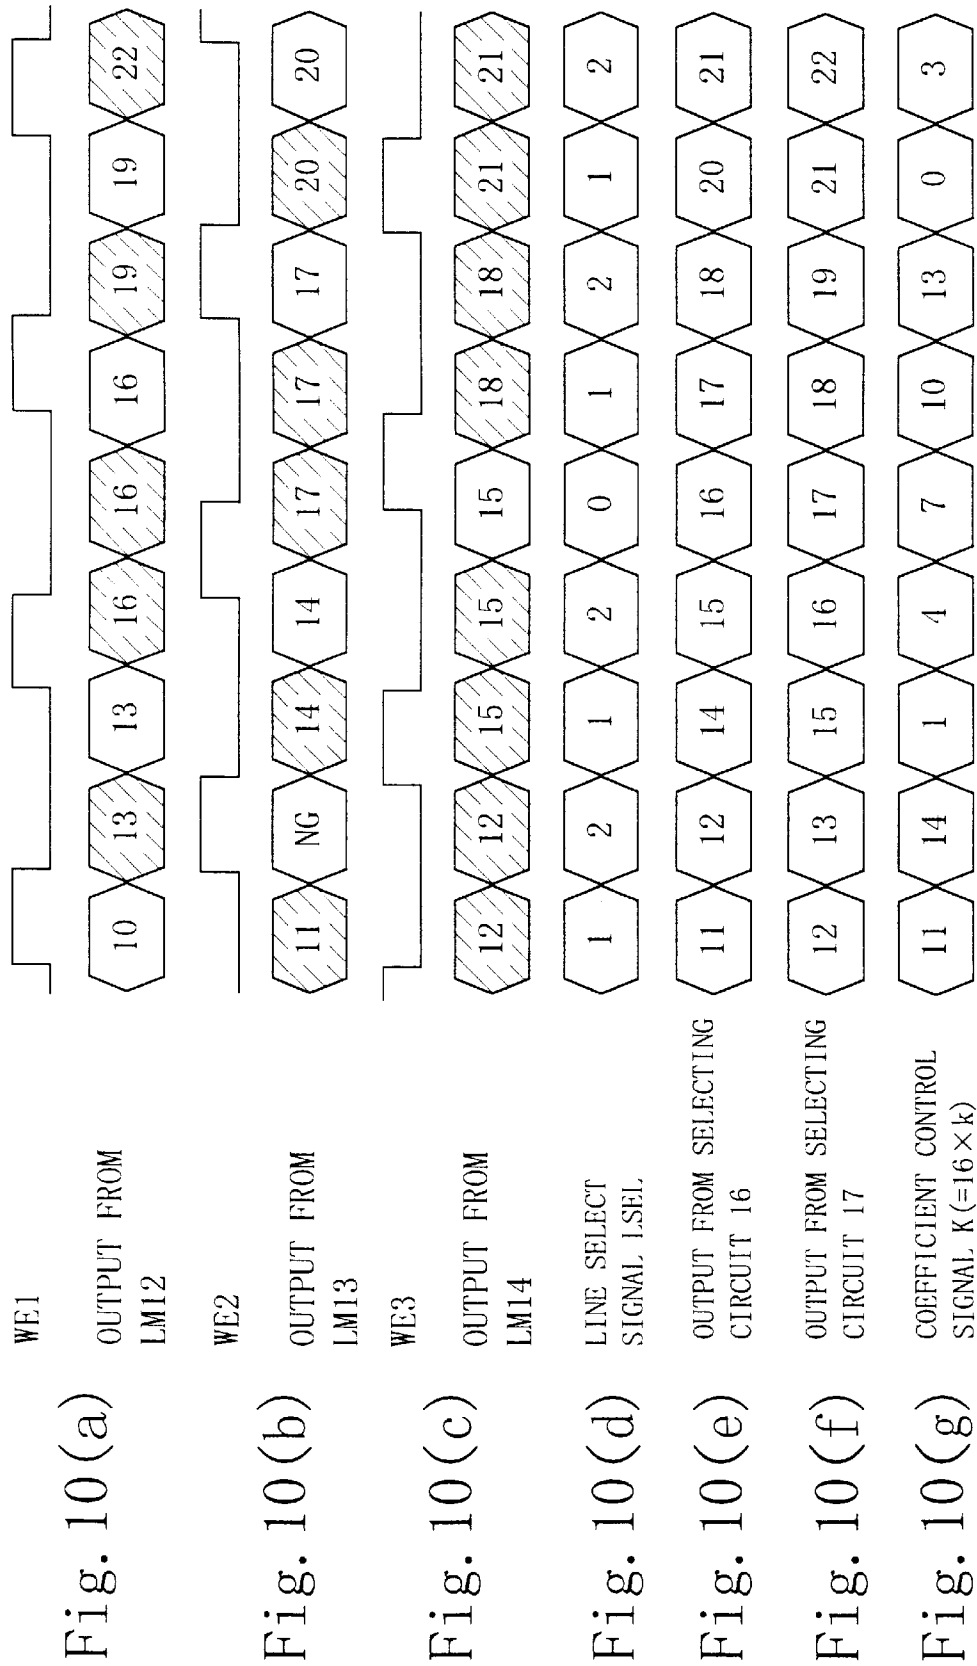 WE1
Fig. 10(a)
OUTPUT FROM
LM12
10 13 13 16 16 16 19 19 22
WE2
Fig. 10(b)
OUTPUT FROM
LM13
11 NG 14 14 17 17 17 20 20
WE3
Fig. 10(c)
OUTPUT FROM
LM14
12 12 15 15 15 18 18 21 21
Fig. 10(d)
LINE SELECT
SIGNAL LSEL
1 2 1 2 0 1 2 1 2
Fig. 10(e)
OUTPUT FROM SELECTING
CIRCUIT 16
11 12 14 15 16 17 18 20 21
Fig. 10(f)
OUTPUT FROM SELECTING
CIRCUIT 17
12 13 15 16 17 18 19 21 22
Fig. 10(g)
COEFFICIENT CONTROL
SIGNAL K(=16×k)
11 14 1 4 7 10 13 0 3